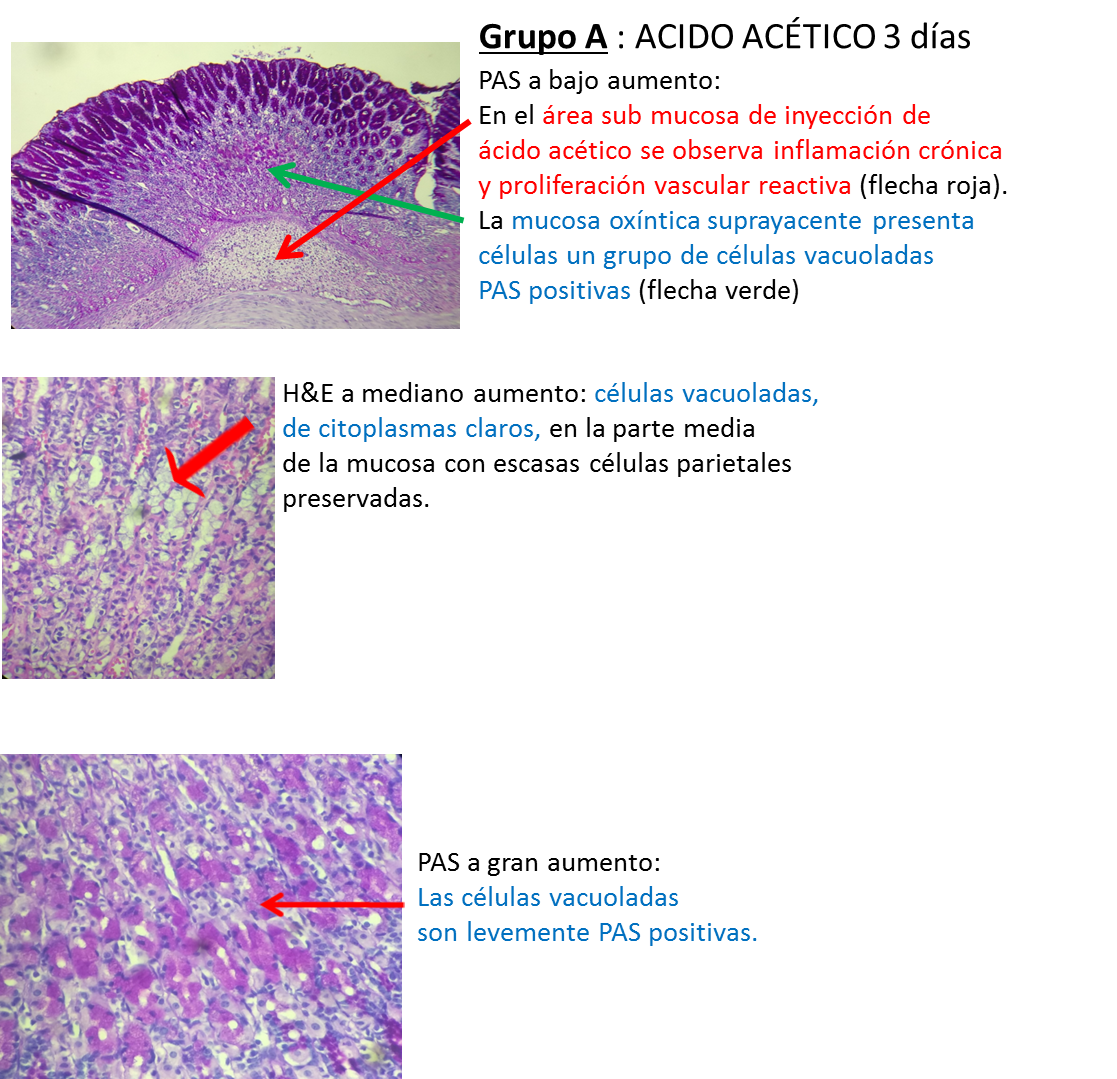 Grupo A : ACIDO ACÉTICO 3 días
PAS a bajo aumento:
En el área sub mucosa de inyección de
ácido acético se observa inflamación crónica
y proliferación vascular reactiva (flecha roja).
La mucosa oxíntica suprayacente presenta
células un grupo de células vacuoladas
PAS positivas (flecha verde)
H&E a mediano aumento: células vacuoladas,
de citoplasmas claros, en la parte media
de la mucosa con escasas células parietales
preservadas.
PAS a gran aumento:
Las células vacuoladas
son levemente PAS positivas.